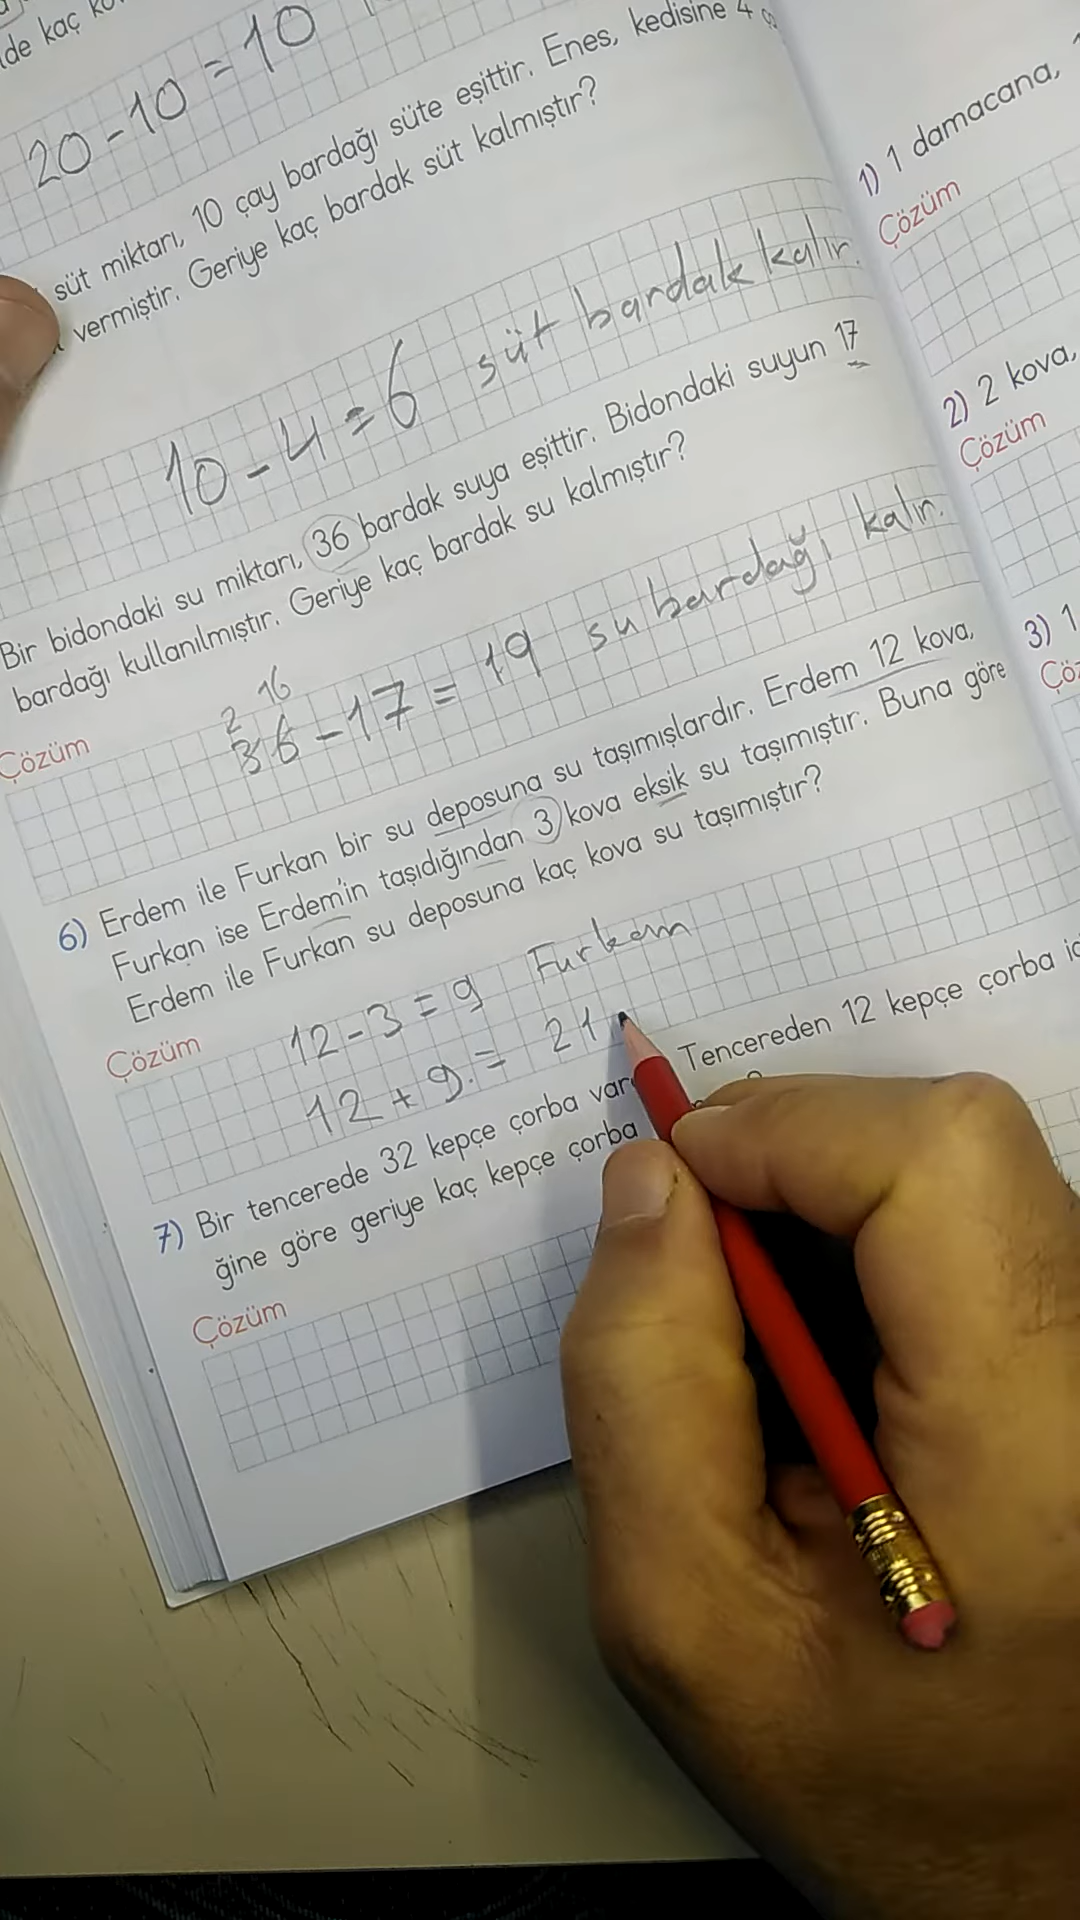 20-10=10
süt miktarı, 10 çay bardağı süte eşittir. Enes, kedisine 4
vermiştir. Geriye kaç bardak süt kalmıştır?
10-4=6 süt bardak kalır.
Bir bidondaki su miktarı, 36 bardak suya eşittir. Bidondaki suyun 17
bardağı kullanılmıştır. Geriye kaç bardak su kalmıştır?
Çözüm
2 16
36-17=19 su bardağı kalır.
6) Erdem ile Furkan bir su deposuna su taşımışlardır. Erdem 12 kova,
Furkan ise Erdem'in taşıdığından 3 kova eksik su taşımıştır. Buna göre
Erdem ile Furkan su deposuna kaç kova su taşımıştır?
Çözüm
12-3=9 Furkan
12+9=21
7) Bir tencerede 32 kepçe çorba Tencereden 12 kepçe çorba
ğine göre geriye kaç kepçe çorba
Çözüm
1) 1 damacana,
Çözüm
2) 2 kova,
Çözüm
3) 1